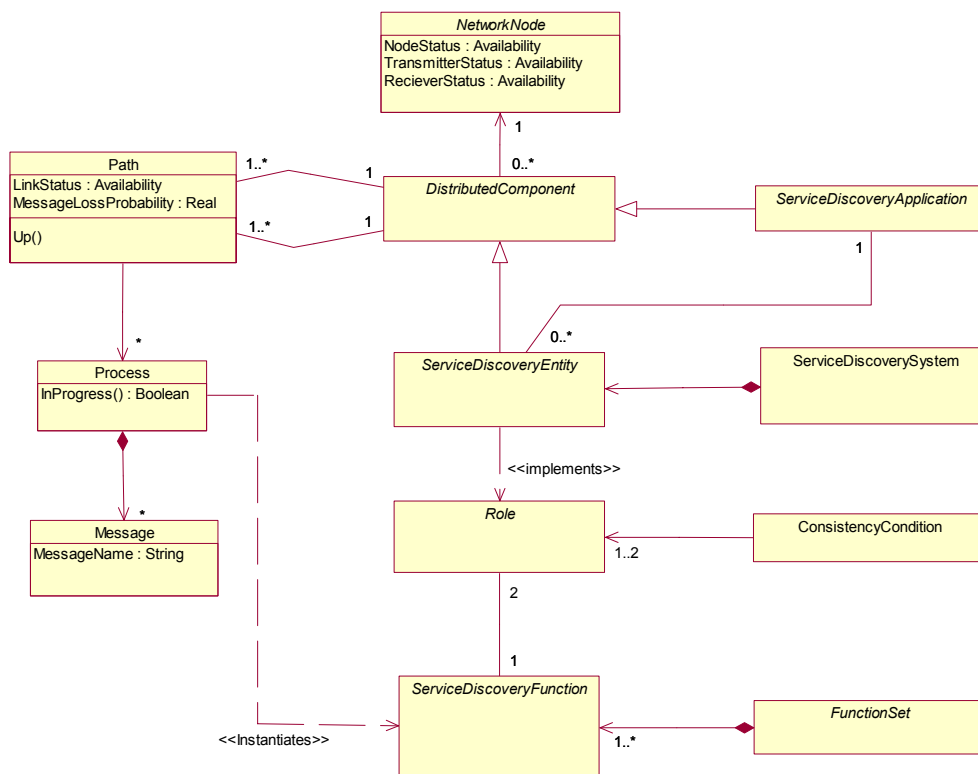 NetworkNode
NodeStatus : Availability
TransmitterStatus : Availability
RecieverStatus : Availability
1
0..*
Path
LinkStatus : Availability
MessageLossProbability : Real
Up()
1..*
1
1..*
1
DistributedComponent
ServiceDiscoveryApplication
1
0..*
*
Process
InProgress() : Boolean
ServiceDiscoveryEntity
ServiceDiscoverySystem
<<implements>>
*
Message
MessageName : String
Role
1..2
ConsistencyCondition
2
1
ServiceDiscoveryFunction
<<Instantiates>>
1..*
FunctionSet